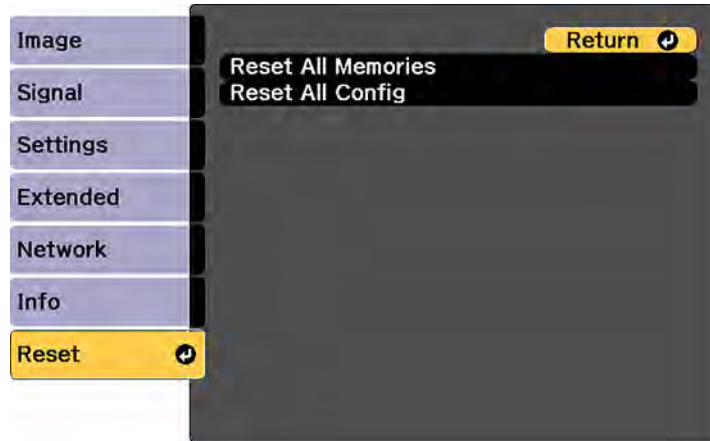 Image
Signal
Settings
Extended
Network
Info
Reset
Return
Reset All Memories
Reset All Config